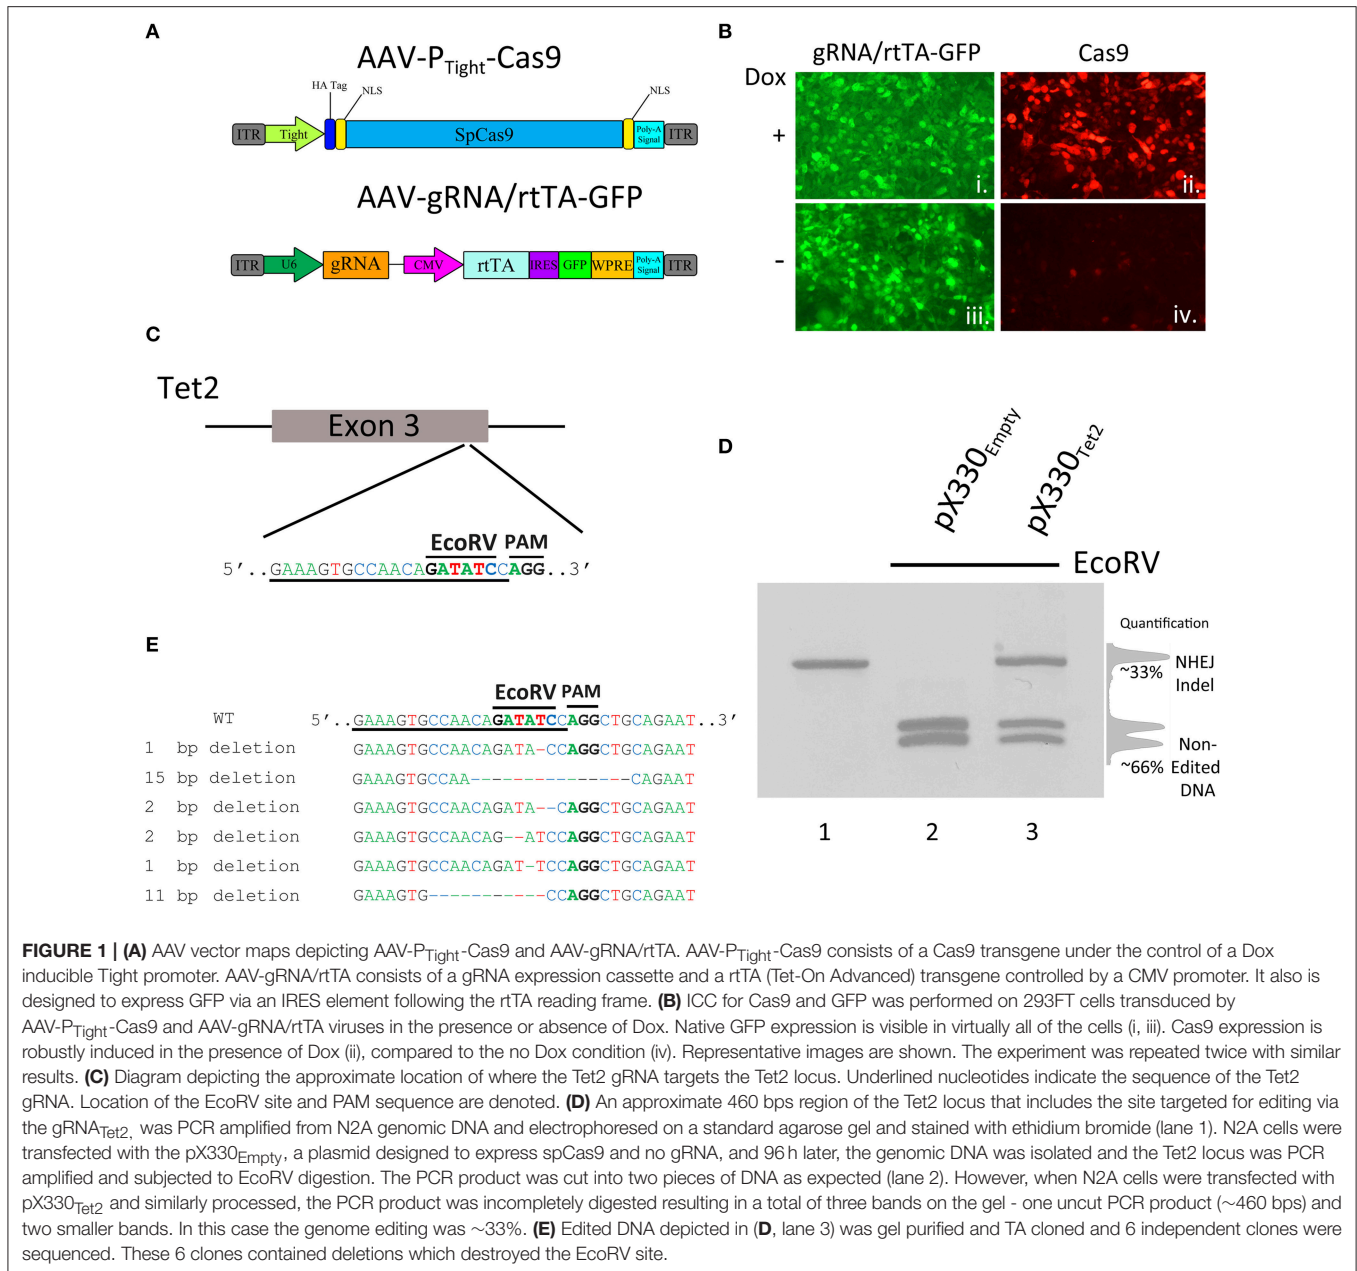 A
AAV-PTight-Cas9
HA Tag
NLS
NLS
ITR
Tight
SpCas9
Poly-A
Signal
ITR
AAV-gRNA/rtTA-GFP
ITR
U6
gRNA
CMV
rtTA
IRES
GFP
WPRE
Poly-A
Signal
ITR
B
gRNA/rtTA-GFP
Cas9
Dox
+
i.
ii.
-
iii.
iv.
C
Tet2
Exon 3
EcoRV PAM
5′..GAAAGTGCCAACAGATATCCAGG..3′
D
pX330Empty
pX330Tet2
EcoRV
Quantification
~33%
NHEJ
Indel
~66%
Non-
Edited
DNA
1 2 3
E
EcoRV PAM
WT 5′..GAAAGTGCCAACAGATATCCAGGCTGCAGAAT..3′
1 bp deletion GAAAGTGCCAACAGATA-CCAGGCTGCAGAAT
15 bp deletion GAAAGTGCCAA---------------CAGAAT
2 bp deletion GAAAGTGCCAACAGATA--CAGGCTGCAGAAT
2 bp deletion GAAAGTGCCAACAG--ATCCAGGCTGCAGAAT
1 bp deletion GAAAGTGCCAACAGAT-TCCAGGCTGCAGAAT
11 bp deletion GAAAGTG-----------CCAGGCTGCAGAAT
FIGURE 1 | (A) AAV vector maps depicting AAV-PTight-Cas9 and AAV-gRNA/rtTA. AAV-PTight-Cas9 consists of a Cas9 transgene under the control of a Dox
inducible Tight promoter. AAV-gRNA/rtTA consists of a gRNA expression cassette and a rtTA (Tet-On Advanced) transgene controlled by a CMV promoter. It also is
designed to express GFP via an IRES element following the rtTA reading frame. (B) ICC for Cas9 and GFP was performed on 293FT cells transduced by
AAV-PTight-Cas9 and AAV-gRNA/rtTA viruses in the presence or absence of Dox. Native GFP expression is visible in virtually all of the cells (i, iii). Cas9 expression is
robustly induced in the presence of Dox (ii), compared to the no Dox condition (iv). Representative images are shown. The experiment was repeated twice with similar
results. (C) Diagram depicting the approximate location of where the Tet2 gRNA targets the Tet2 locus. Underlined nucleotides indicate the sequence of the Tet2
gRNA. Location of the EcoRV site and PAM sequence are denoted. (D) An approximate 460 bps region of the Tet2 locus that includes the site targeted for editing via
the gRNATet2, was PCR amplified from N2A genomic DNA and electrophoresed on a standard agarose gel and stained with ethidium bromide (lane 1). N2A cells were
transfected with the pX330Empty, a plasmid designed to express spCas9 and no gRNA, and 96 h later, the genomic DNA was isolated and the Tet2 locus was PCR
amplified and subjected to EcoRV digestion. The PCR product was cut into two pieces of DNA as expected (lane 2). However, when N2A cells were transfected with
pX330Tet2 and similarly processed, the PCR product was incompletely digested resulting in a total of three bands on the gel - one uncut PCR product (~460 bps) and
two smaller bands. In this case the genome editing was ~33%. (E) Edited DNA depicted in (D, lane 3) was gel purified and TA cloned and 6 independent clones were
sequenced. These 6 clones contained deletions which destroyed the EcoRV site.